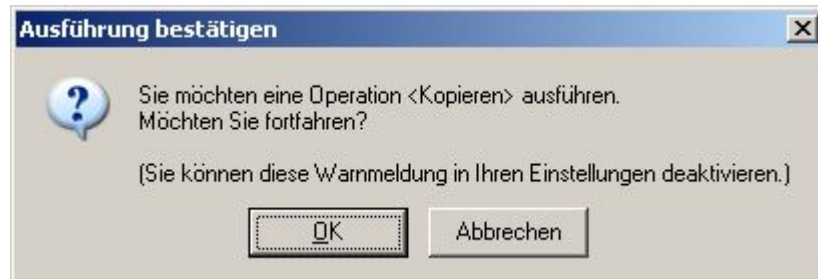 Ausführung bestätigen
?
Sie möchten eine Operation <Kopieren> ausführen.
Möchten Sie fortfahren?
(Sie können diese Warnmeldung in Ihren Einstellungen deaktivieren.)
OK
Abbrechen